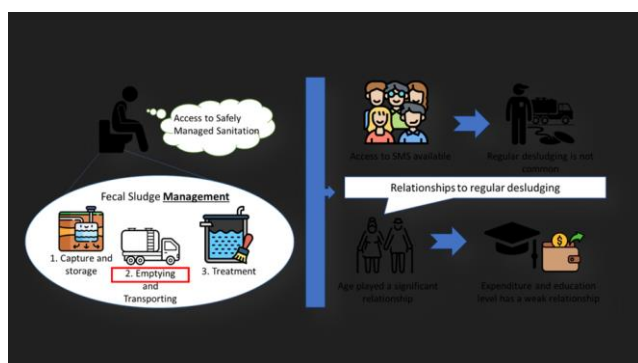 Access to Safely
Managed Sanitation
Fecal Sludge Management
1. Capture and
storage
2. Emptying
and
Transporting
3. Treatment
Access to SMS available
Regular desludging is not
common
Relationships to regular desludging
Age played a significant
relationship
Expenditure and education
level has a weak relationship